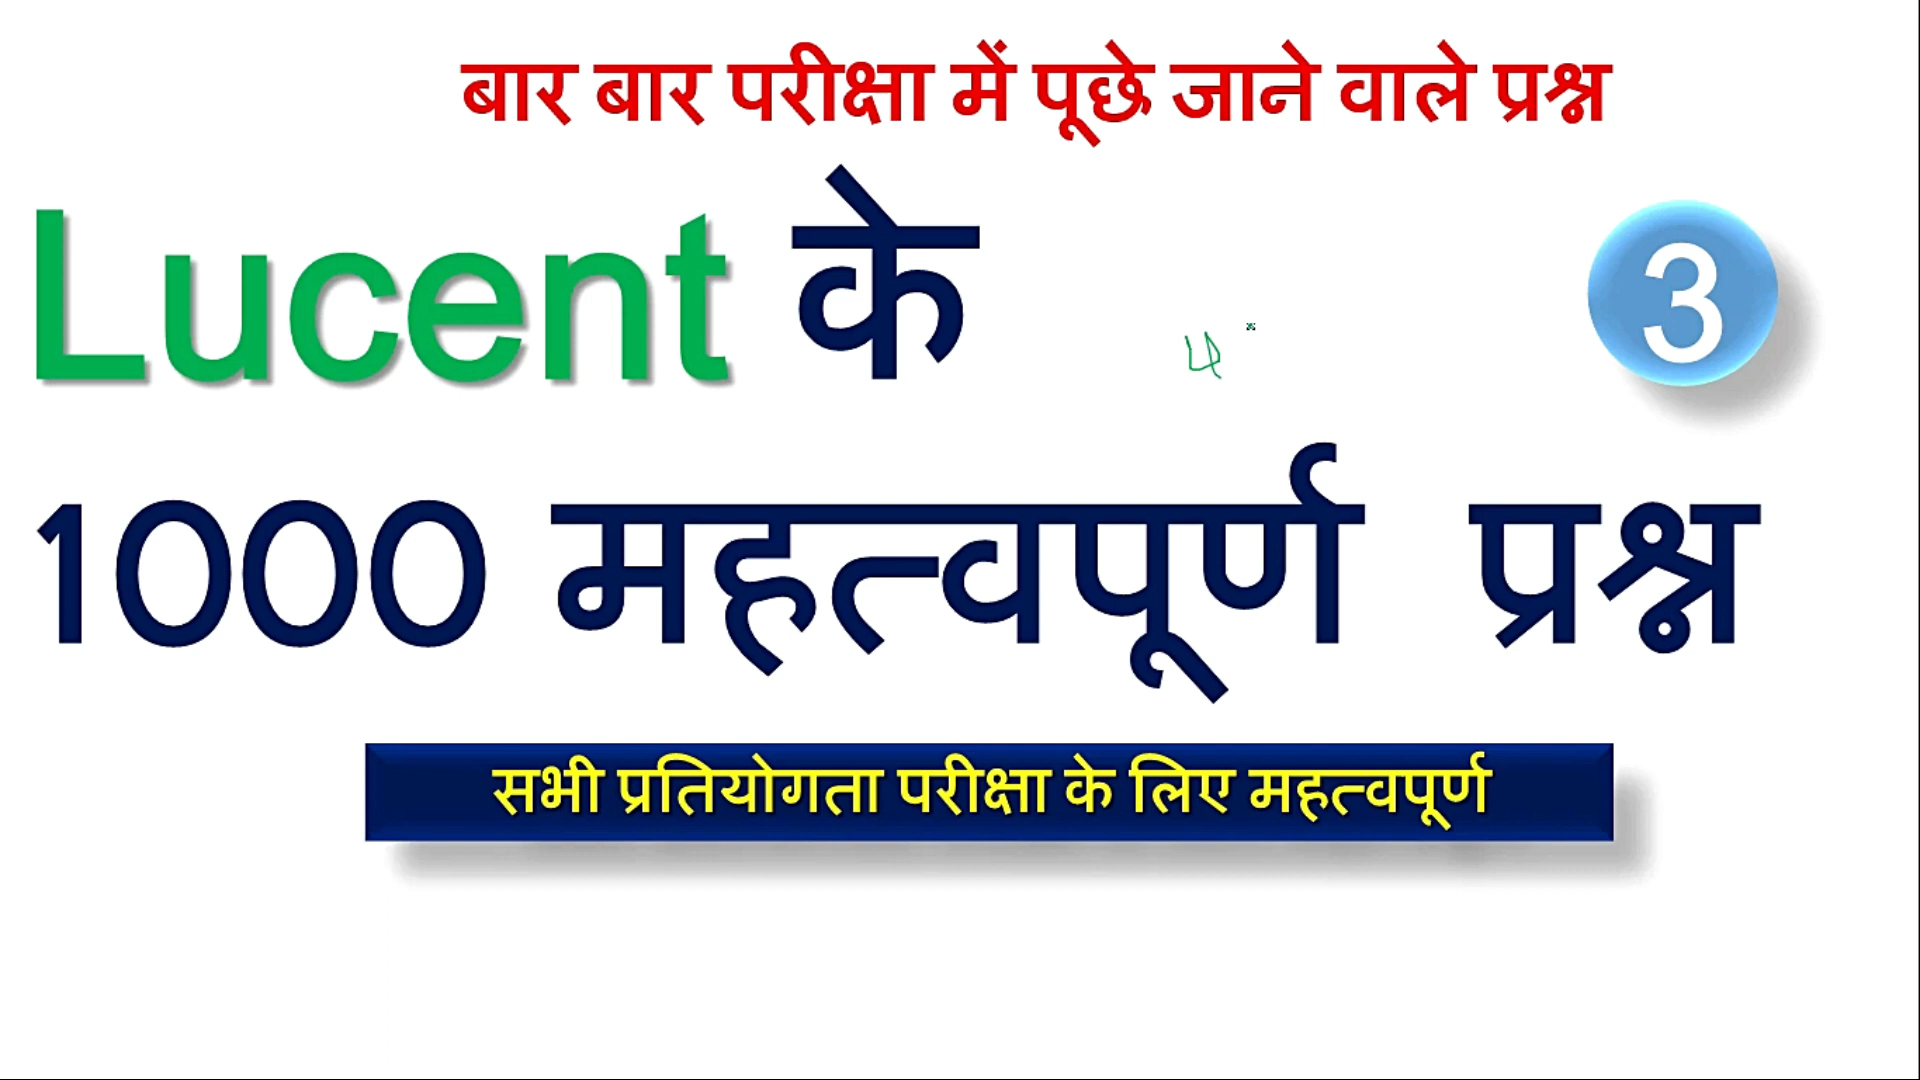 बार बार परीक्षा में पूछे जाने वाले प्रश्न
Lucent के
3
1000 महत्वपूर्ण प्रश्न
सभी प्रतियोगता परीक्षा के लिए महत्वपूर्ण